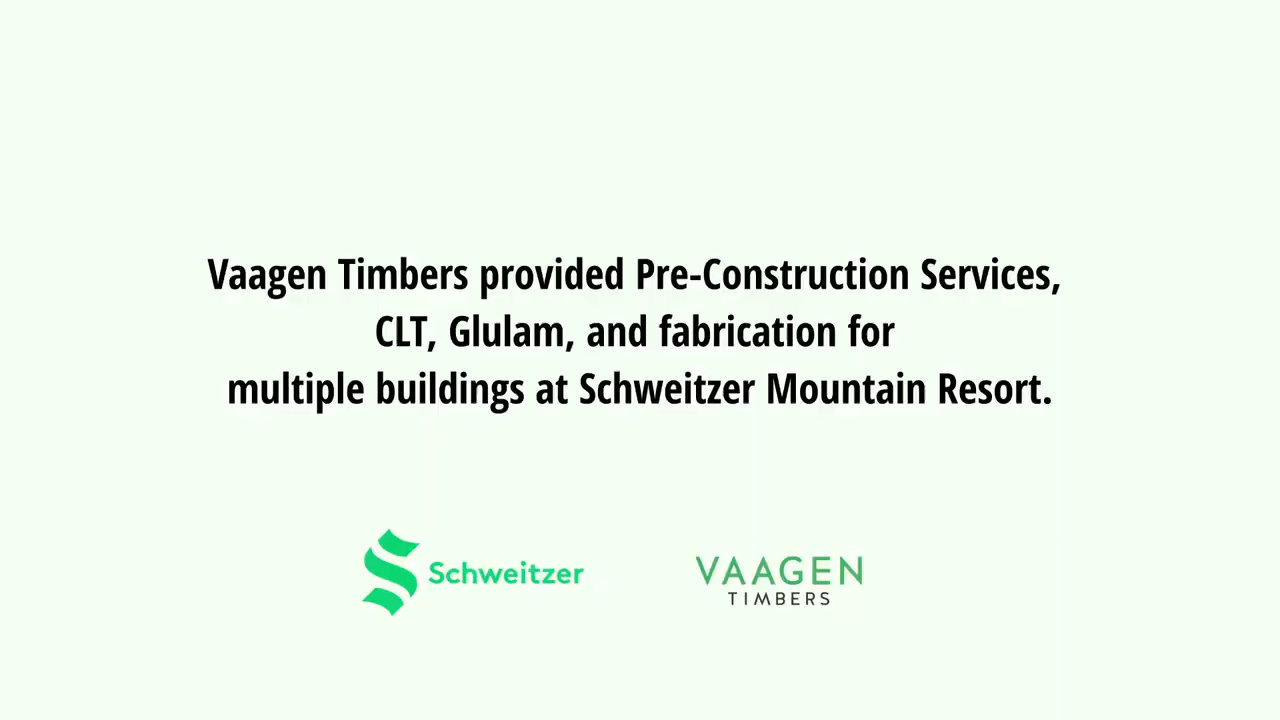 Vaagen Timbers provided Pre-Construction Services,
CLT, Glulam, and fabrication for
multiple buildings at Schweitzer Mountain Resort.
Schweitzer
VAAGEN
TIMBERS